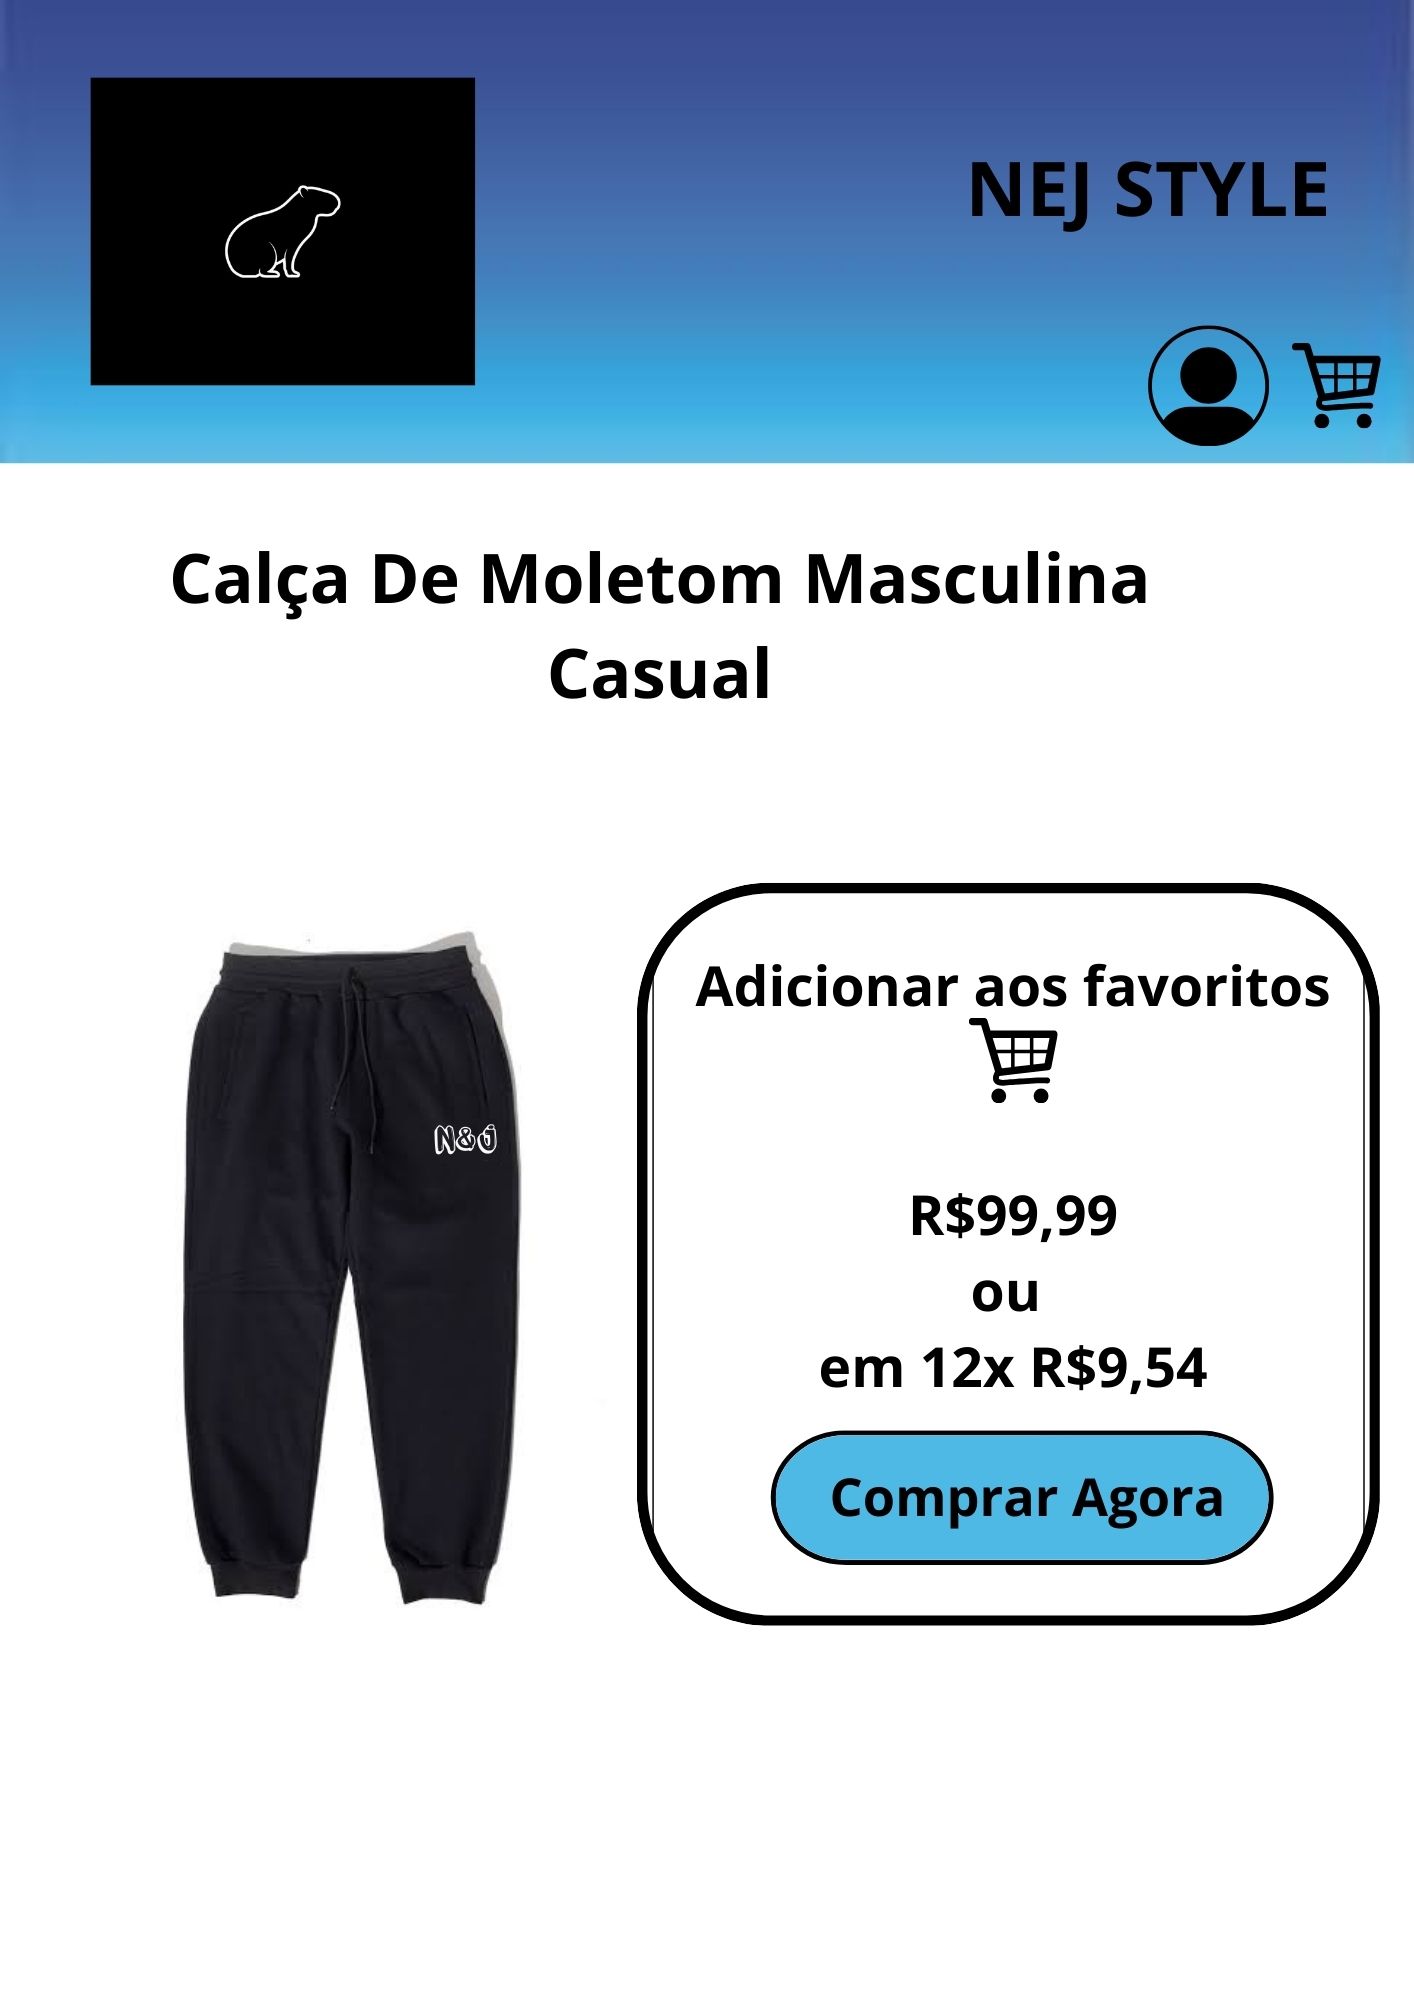 NEJ STYLE
Calça De Moletom Masculina
Casual
Adicionar aos favoritos
N&J
R$99,99
ou
em 12x R$9,54
Comprar Agora